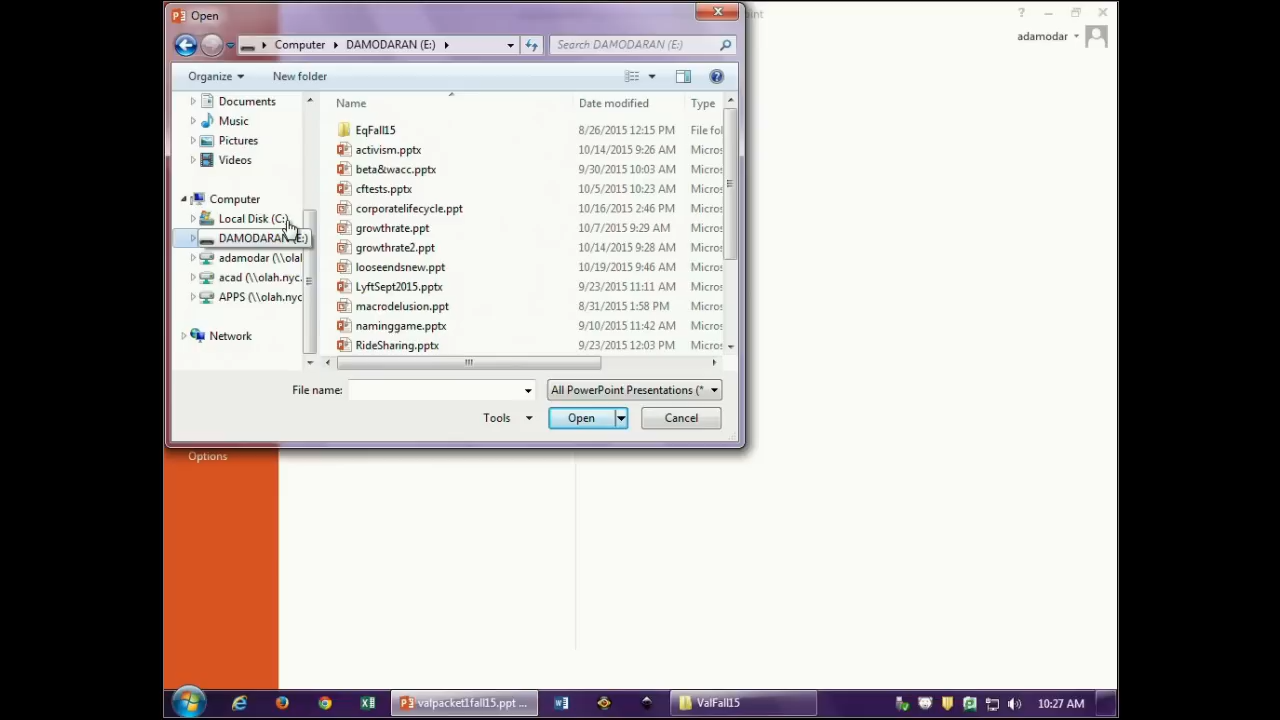 Open
point
?
adamodar
Computer
DAMODARAN (E:)
Search DAMODARAN (E:)
Organize
New folder
Documents
Music
Pictures
Videos
Computer
Local Disk (C:)
DAMODARAN (E:)
adamodar (\\olal
acad (\\olah.nyc.
APPS (\\olah.nyc
Network
Name Date modified Type
EqFall15 8/26/2015 12:15 PM File fol
activism.pptx 10/14/2015 9:26 AM Micros
beta&wacc.pptx 9/30/2015 10:03 AM Micros
cftests.pptx 10/5/2015 10:23 AM Micros
corporatelifecycle.ppt 10/16/2015 2:46 PM Micros
growthrate.ppt 10/7/2015 9:29 AM Micros
growthrate2.ppt 10/14/2015 9:28 AM Micros
looseendsnew.ppt 10/19/2015 9:46 AM Micros
LyftSept2015.pptx 9/23/2015 11:11 AM Micros
macrodelusion.ppt 8/31/2015 1:58 PM Micros
naminggame.pptx 9/10/2015 11:42 AM Micros
RideSharing.pptx 9/23/2015 12:03 PM Micros
File name:
All PowerPoint Presentations (*
Tools
Open
Cancel
Options
valpacket1fall15.ppt ...
ValFall15
10:27 AM